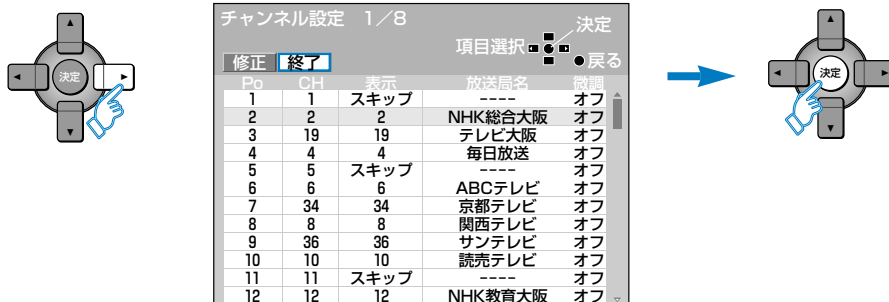 決定
チャンネル設定 1/8
決定
項目選択
修正 終了
●戻る
Po CH 表示 放送局名 微調
1 1 スキップ ---- オフ
2 2 2 NHK総合大阪 オフ
3 19 19 テレビ大阪 オフ
4 4 4 毎日放送 オフ
5 5 スキップ ---- オフ
6 6 6 ABCテレビ オフ
7 34 34 京都テレビ オフ
8 8 8 関西テレビ オフ
9 36 36 サンテレビ オフ
10 10 10 読売テレビ オフ
11 11 スキップ ---- オフ
12 12 12 NHK教育大阪 オフ
決定